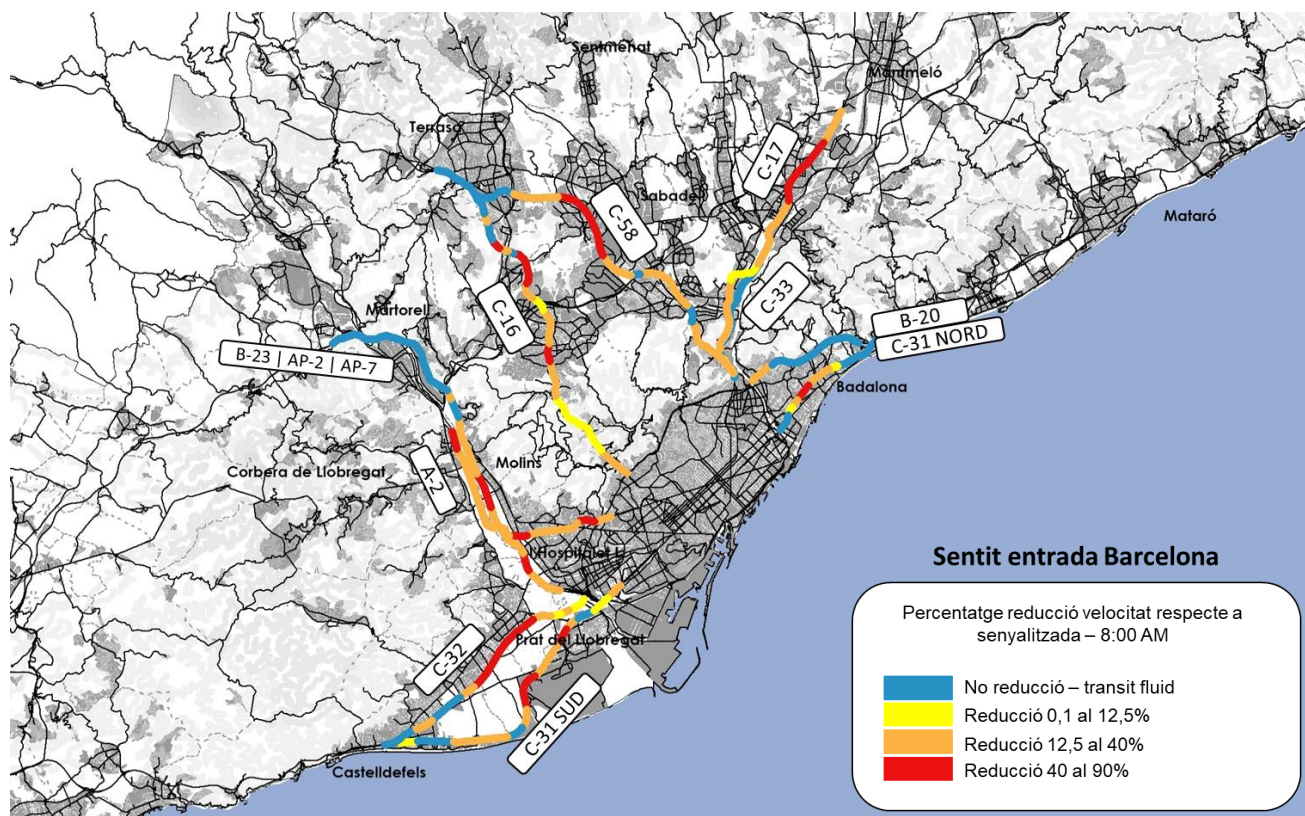 Sentmenat
Montmeló
Terrassa
C-17
Sabadell
C-58
Mataró
C-33
Martorell
C-16
B-20
C-31 NORD
B-23 | AP-2 | AP-7
Badalona
Molins
Corbera de Llobregat
A-2
l'Hospitalet L.
Sentit entrada Barcelona
Percentatge reducció velocitat respecte a
senyalitzada – 8:00 AM
Prat del Llobregat
C-32
No reducció – transit fluid
Reducció 0,1 al 12,5%
C-31 SUD
Reducció 12,5 al 40%
Castelldefels
Reducció 40 al 90%